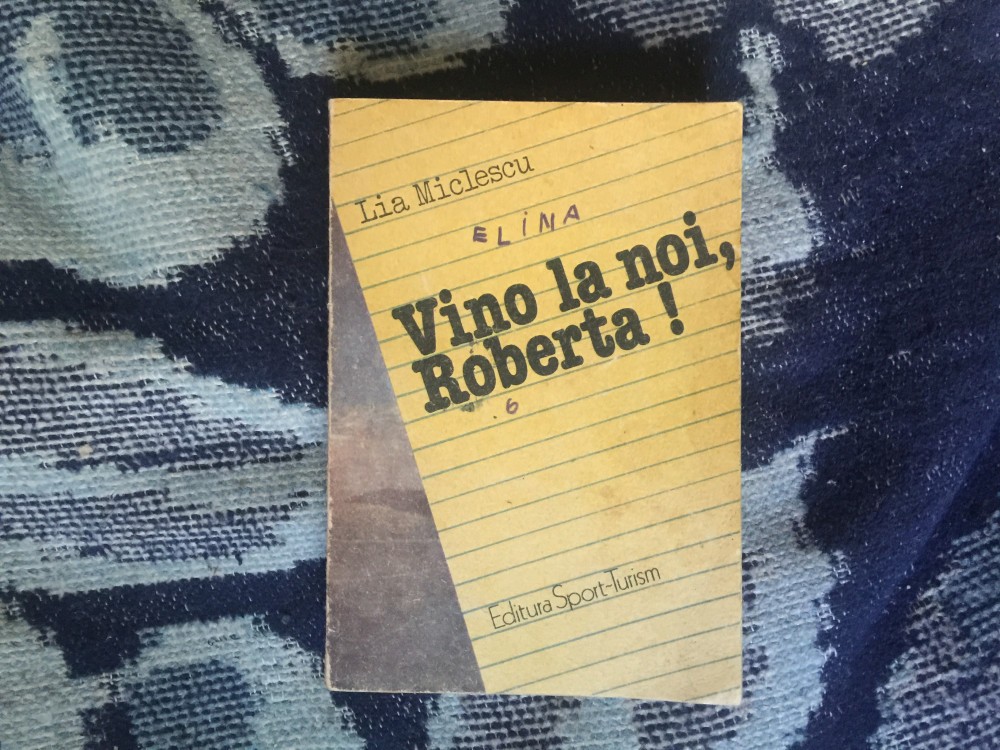 Lia Miclescu
ELINA
Vino la noi,
Roberta !
6
Editura Sport-Turism